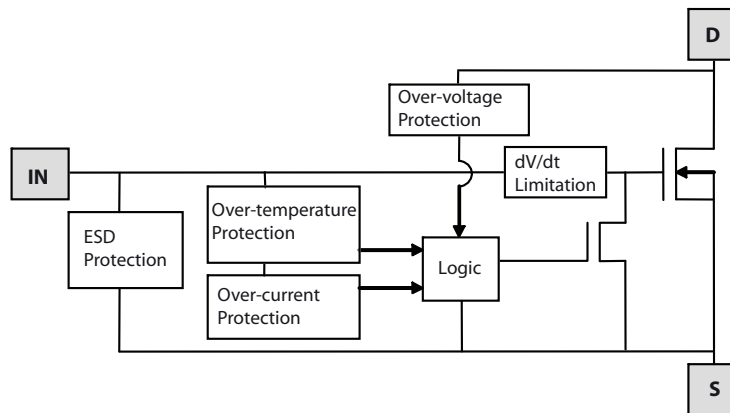 D
Over-voltage
Protection
IN
dV/dt
Limitation
Over-temperature
Protection
ESD
Protection
Logic
Over-current
Protection
S